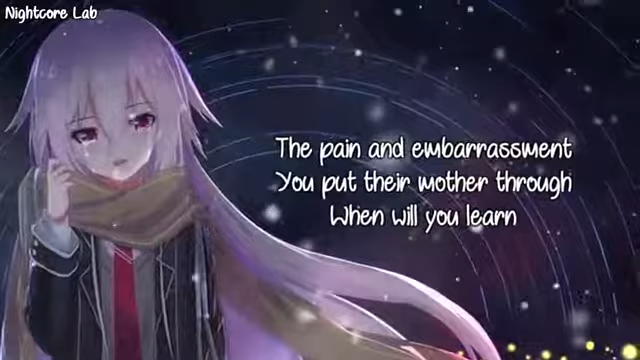 Nightcore Lab
The pain and embarrassment
You put their mother through
When will you learn